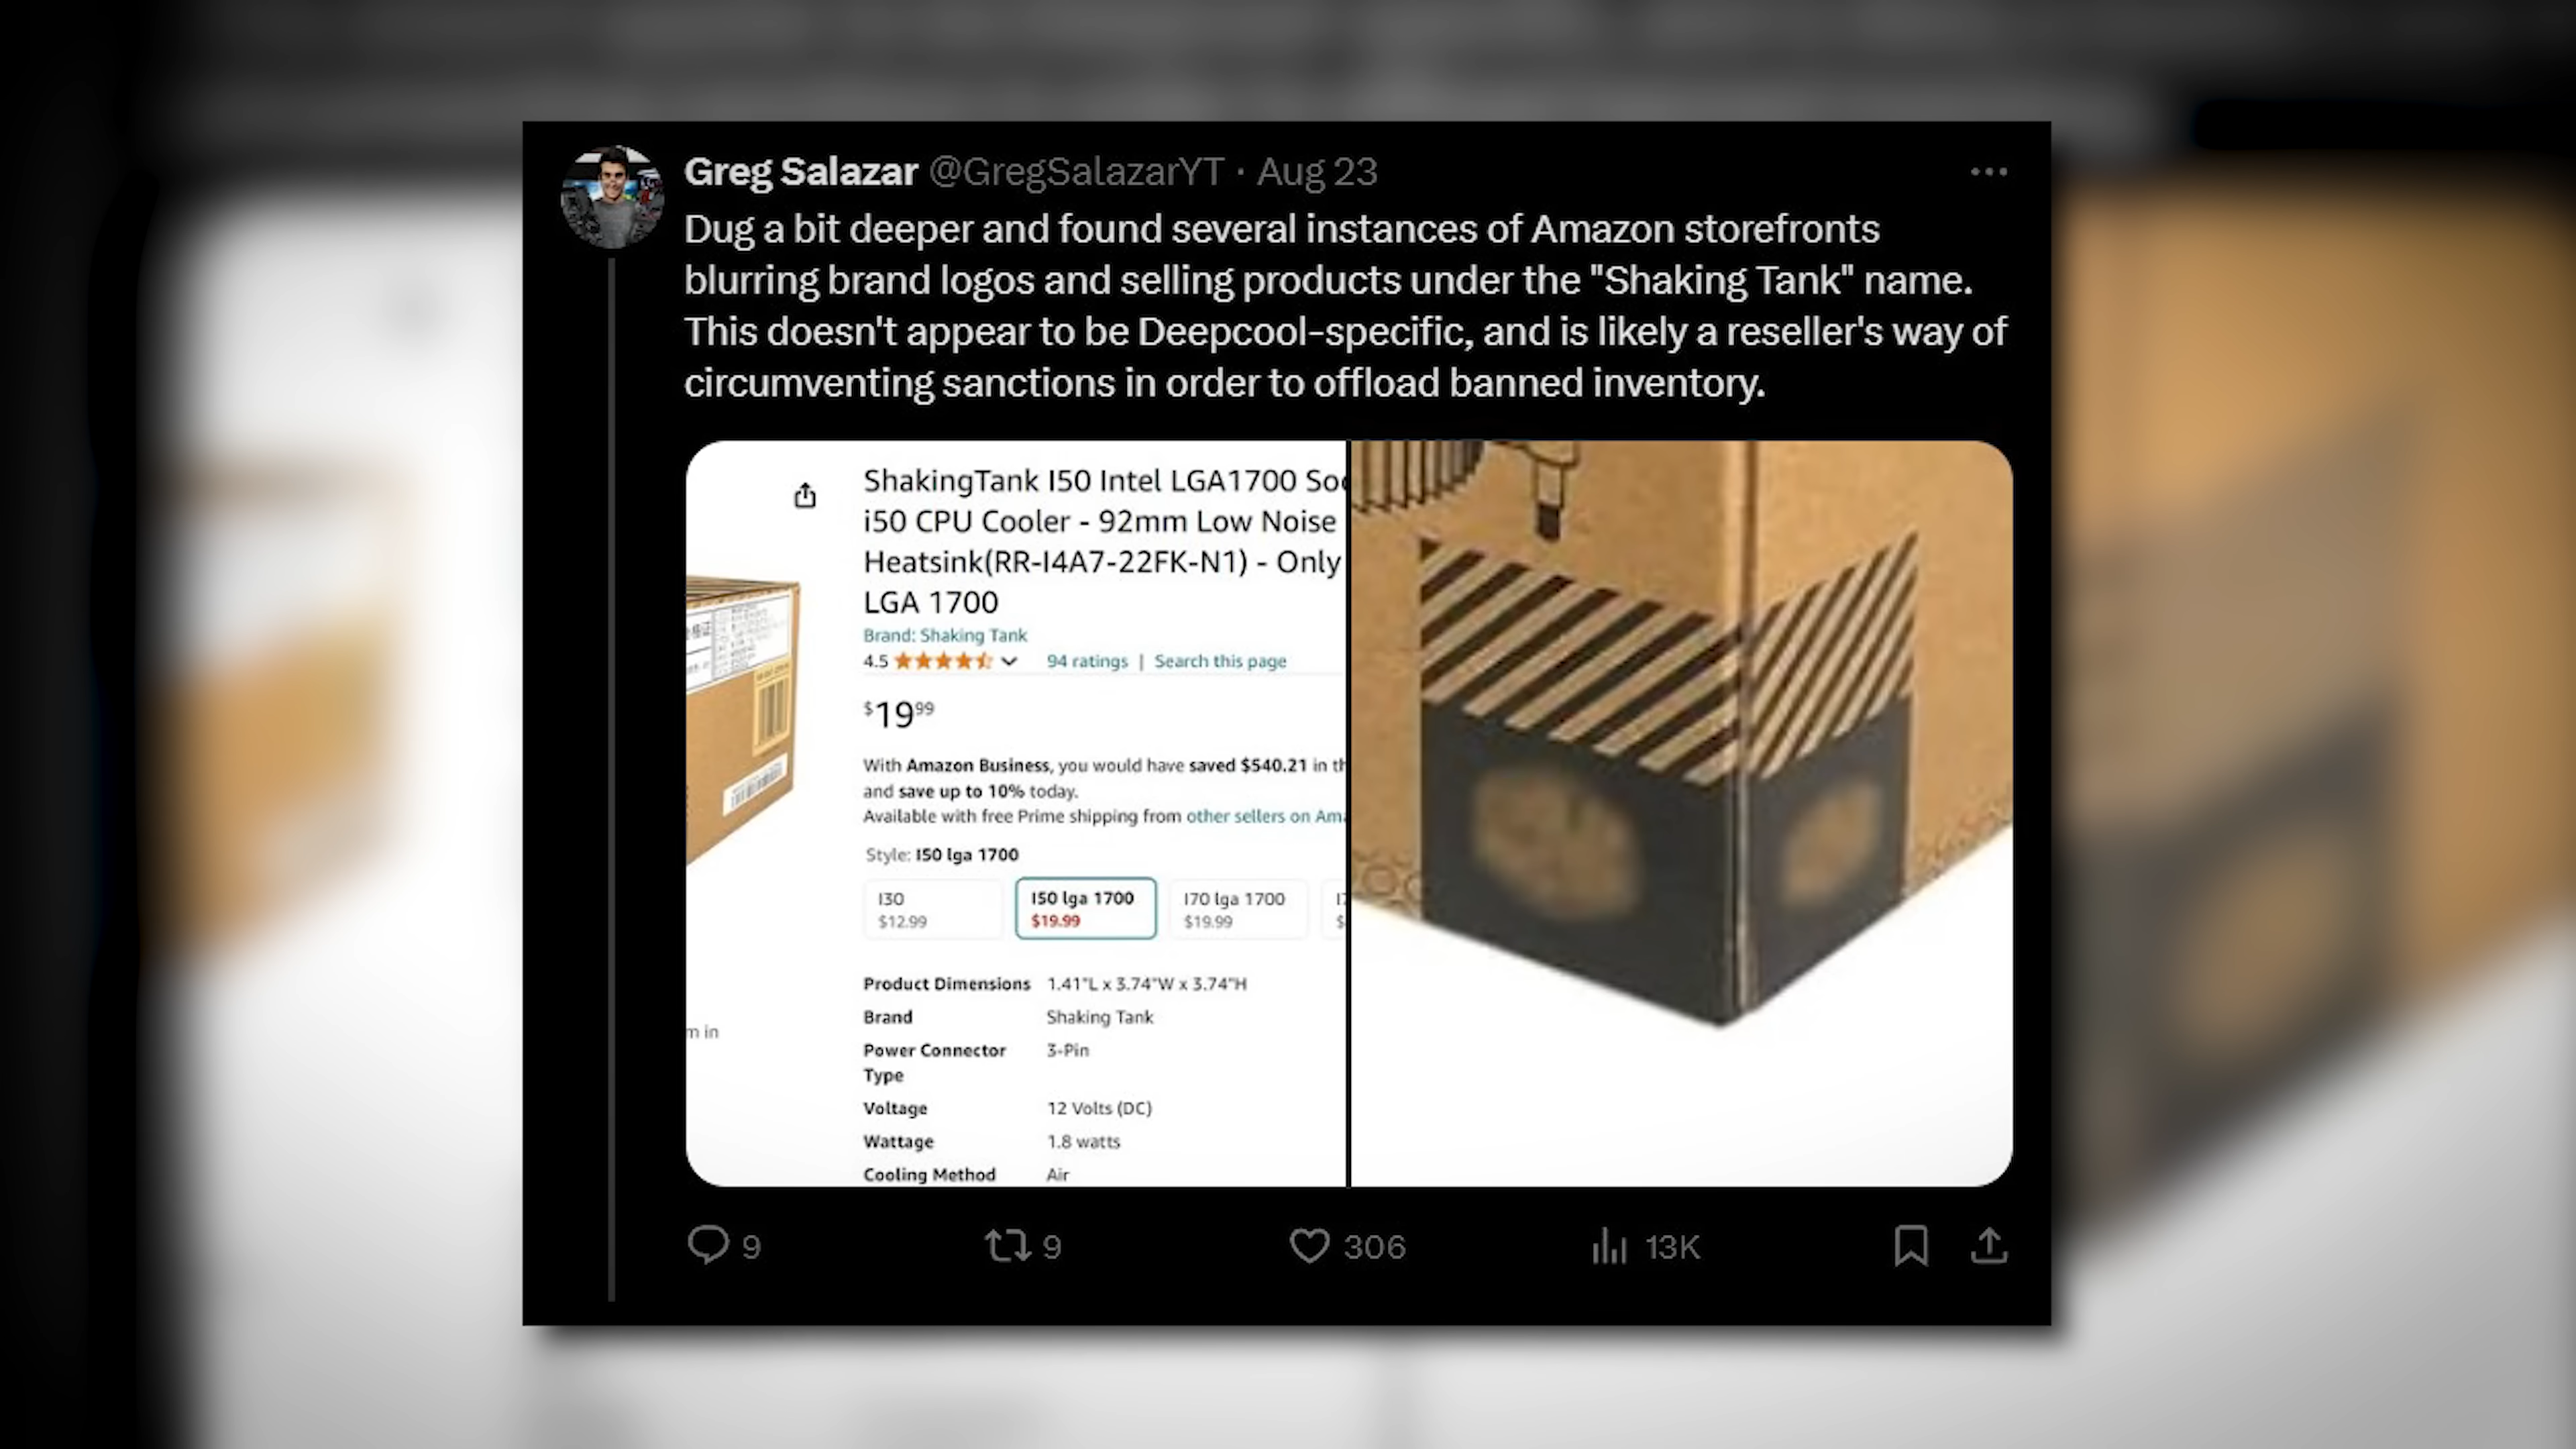 Greg Salazar @GregSalazarYT · Aug 23
Dug a bit deeper and found several instances of Amazon storefronts
blurring brand logos and selling products under the "Shaking Tank" name.
This doesn't appear to be Deepcool-specific, and is likely a reseller's way of
circumventing sanctions in order to offload banned inventory.
ShakingTank I50 Intel LGA1700 Soc
i50 CPU Cooler - 92mm Low Noise
Heatsink(RR-I4A7-22FK-N1) - Only
LGA 1700
Brand: Shaking Tank
4.5 94 ratings | Search this page
$1999
With Amazon Business, you would have saved $540.21 in th
and save up to 10% today.
Available with free Prime shipping from other sellers on Ama
Style: I50 lga 1700
I30 I50 lga 1700 I70 lga 1700
$12.99 $19.99 $19.99 $
Product Dimensions 1.41"L x 3.74"W x 3.74"H
Brand Shaking Tank
m in
Power Connector 3-Pin
Type
Voltage 12 Volts (DC)
Wattage 1.8 watts
Cooling Method Air
9 9 306 13K